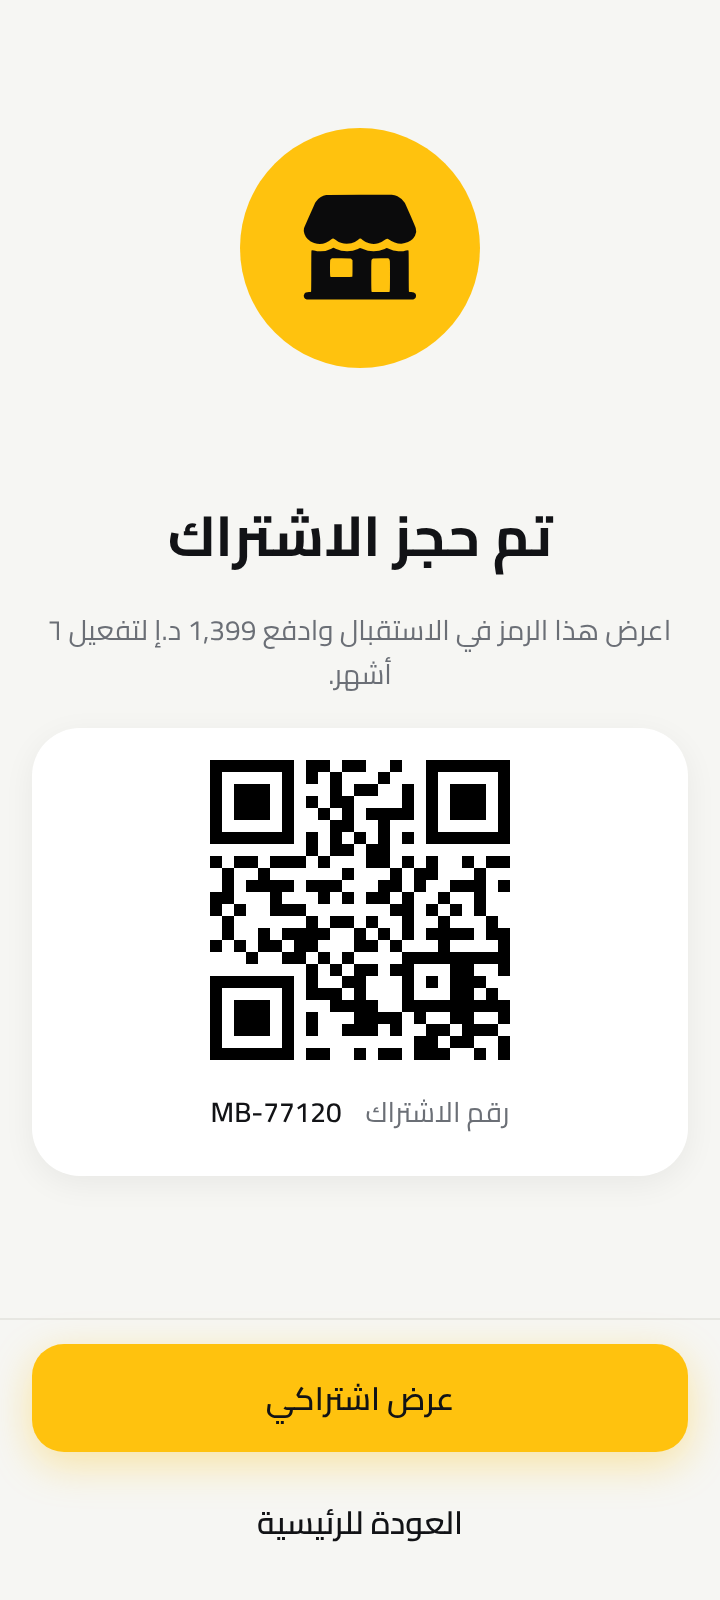 تم حجز الاشتراك
اعرض هذا الرمز في الاستقبال وادفع 1,399 د.إ لتفعيل ٦
أشهر.
رقم الاشتراك MB-77120
عرض اشتراكي
العودة للرئيسية